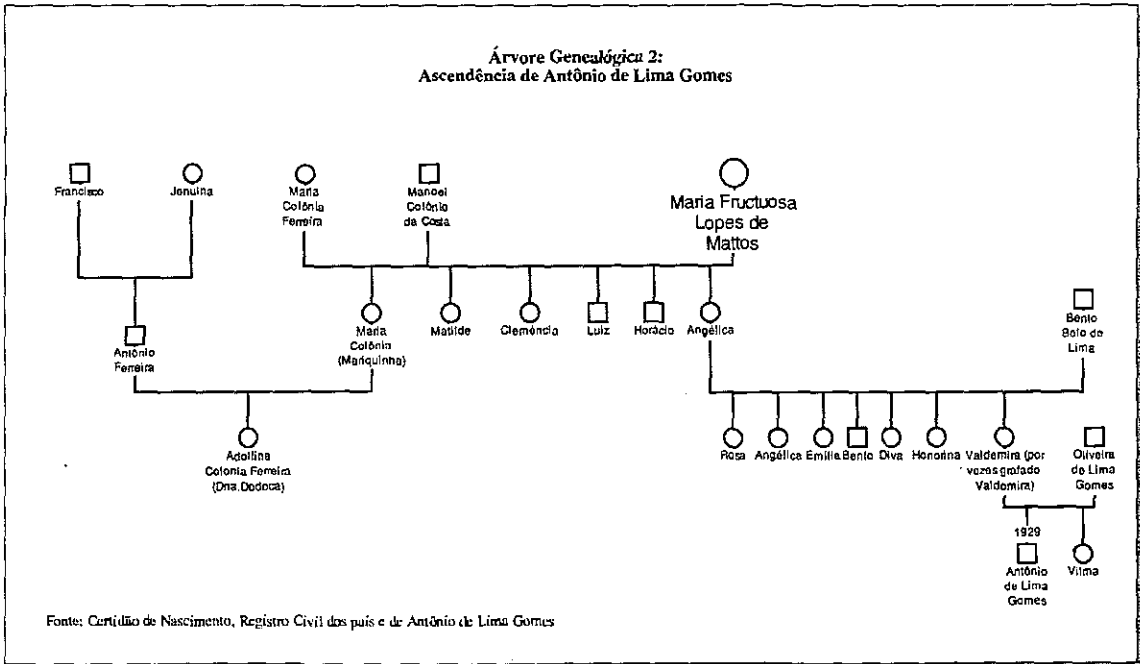 Árvore Genealógica 2:
Ascendência de Antônio de Lima Gomes
Francisco
Jonuina
Maria
Colônia
Ferreira
Manoel
Colônia
da Costa
Maria Fructuosa
Lopes de
Mattos
Antônio
Ferreira
Maria
Colônia
(Mariquinha)
Matilde
Clemência
Luiz
Horácio
Angélica
Bento
de
Lima
Adolfina
Colonia Ferreira
(Dna. Dodoca)
Rosa
Angélica
Emília
Bento
Diva
Honorina
Valdemira (por
vezes grafado
Valdomira)
Oliveira
de Lima
Gomes
1929
Antônio
de Lima
Gomes
Vilma
Fonte: Certidão de Nascimento, Registro Civil dos pais e de Antônio de Lima Gomes